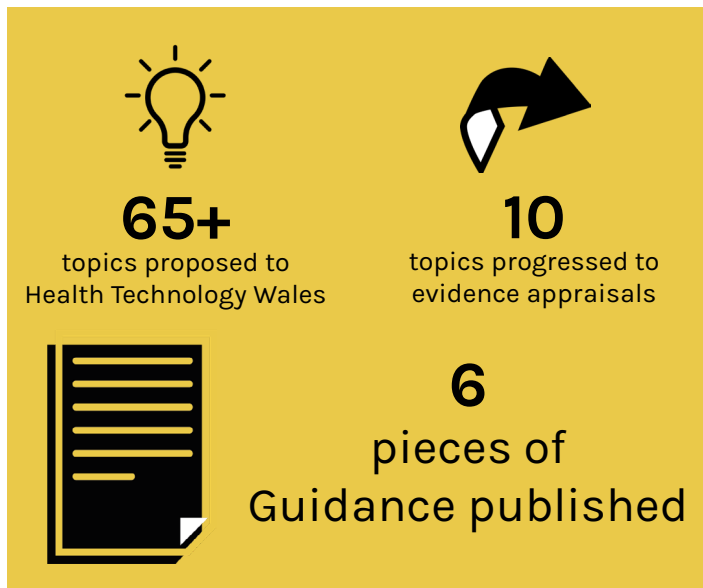 65+
topics proposed to
Health Technology Wales
10
topics progressed to
evidence appraisals
6
pieces of
Guidance published